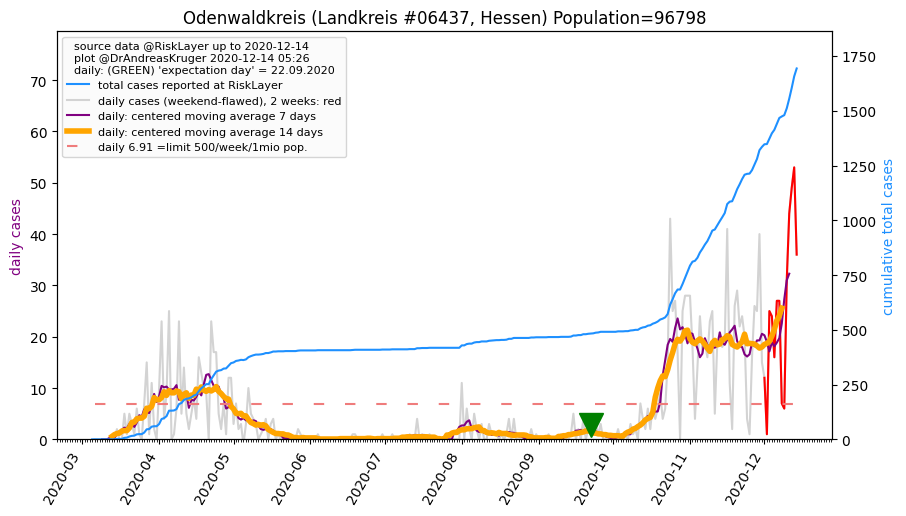 Odenwaldkreis (Landkreis #06437, Hessen) Population=96798
source data @RiskLayer up to 2020-12-14
plot @DrAndreasKruger 2020-12-14 05:26
daily: (GREEN) 'expectation day' = 22.09.2020
total cases reported at RiskLayer
daily cases (weekend-flawed), 2 weeks: red
daily: centered moving average 7 days
daily: centered moving average 14 days
daily 6.91 =limit 500/week/1mio pop.
daily cases
70
60
50
40
30
20
10
0
cumulative total cases
1750
1500
1250
1000
750
500
250
0
2020-03
2020-04
2020-05
2020-06
2020-07
2020-08
2020-09
2020-10
2020-11
2020-12